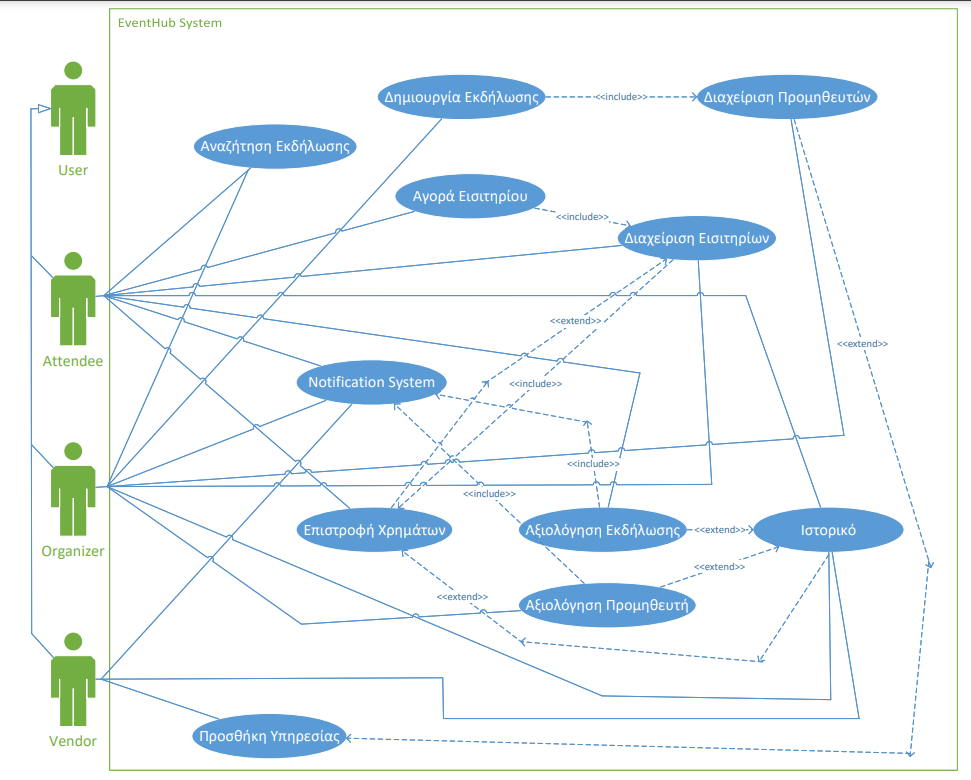 EventHub System
User
Δημιουργία Εκδήλωσης
<<include>>
Διαχείριση Προμηθευτών
Αναζήτηση Εκδήλωσης
Αγορά Εισιτηρίου
<<include>>
Διαχείριση Εισιτηρίων
Attendee
<<extend>>
<<extend>>
Notification System
<<include>>
<<include>>
<<include>>
Organizer
Επιστροφή Χρημάτων
Αξιολόγηση Εκδήλωσης
<<extend>>
Ιστορικό
<<extend>>
<<extend>>
Αξιολόγηση Προμηθευτή
Vendor
Προσθήκη Υπηρεσίας